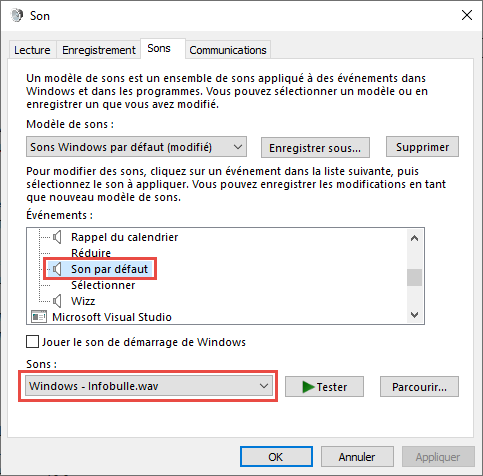 Son
Lecture Enregistrement Sons Communications
Un modèle de sons est un ensemble de sons appliqué à des événements dans
Windows et dans les programmes. Vous pouvez sélectionner un modèle ou en
enregistrer un que vous avez modifié.
Modèle de sons :
Sons Windows par défaut (modifié) Enregistrer sous... Supprimer
Pour modifier des sons, cliquez sur un événement dans la liste suivante, puis
sélectionnez le son à appliquer. Vous pouvez enregistrer les modifications en tant
que nouveau modèle de sons.
Événements :
Rappel du calendrier
Réduire
Son par défaut
Sélectionner
Wizz
Microsoft Visual Studio
Jouer le son de démarrage de Windows
Sons :
Windows - Infobulle.wav Tester Parcourir...
OK Annuler Appliquer